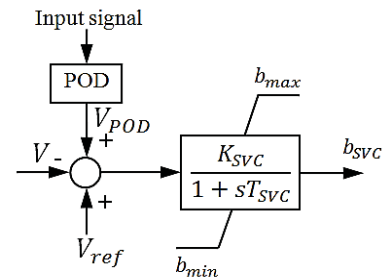 Input signal
POD
V_POD
+
V -
+
V_ref
b_max
K_SVC
1 + sT_SVC
b_SVC
b_min